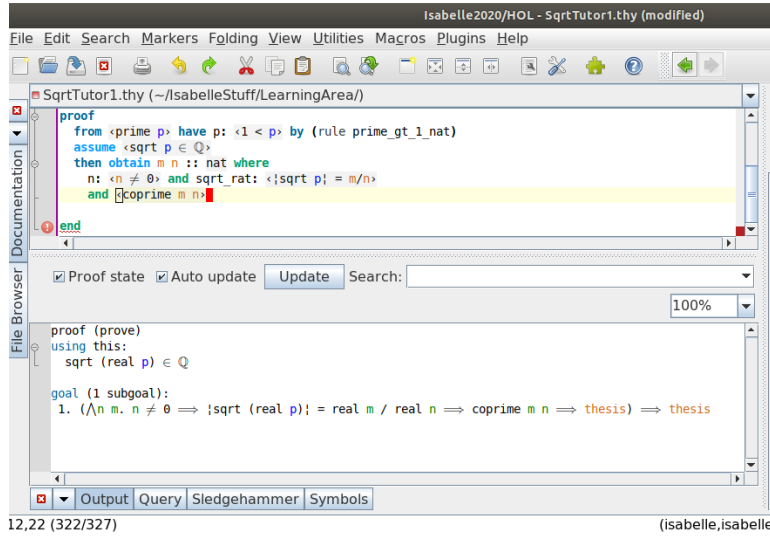 Isabelle2020/HOL - SqrtTutor1.thy (modified)
File Edit Search Markers Folding View Utilities Macros Plugins Help
SqrtTutor1.thy (~/IsabelleStuff/LearningArea/)
proof
from ‹prime p› have p: ‹1 < p› by (rule prime_gt_1_nat)
assume ‹sqrt p ∈ ℚ›
then obtain m n :: nat where
n: ‹n ≠ 0› and sqrt_rat: ‹¦sqrt p¦ = m/n›
and ‹coprime m n›
end
Documentation
File Browser
Proof state Auto update Update Search:
100%
proof (prove)
using this:
sqrt (real p) ∈ ℚ
goal (1 subgoal):
1. (⋀n m. n ≠ 0 ⟹ ¦sqrt (real p)¦ = real m / real n ⟹ coprime m n ⟹ thesis) ⟹ thesis
Output Query Sledgehammer Symbols
12,22 (322/327) (isabelle,isabelle